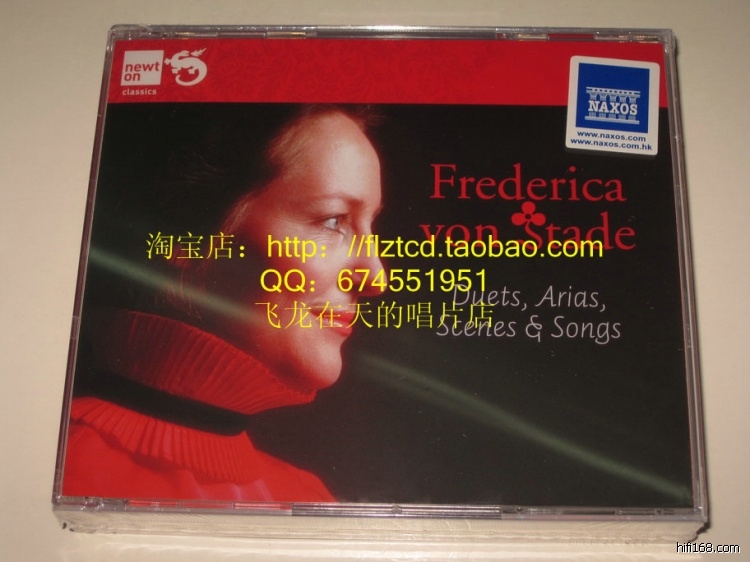 newt
on
classics
NAXOS
www.naxos.com
www.naxos.com.hk
Frederica
von Stade
淘宝店：http：//flztcd.taobao.com
QQ：674551951
飞龙在天的唱片店
Duets, Arias,
Scenes & Songs
hifi168.com